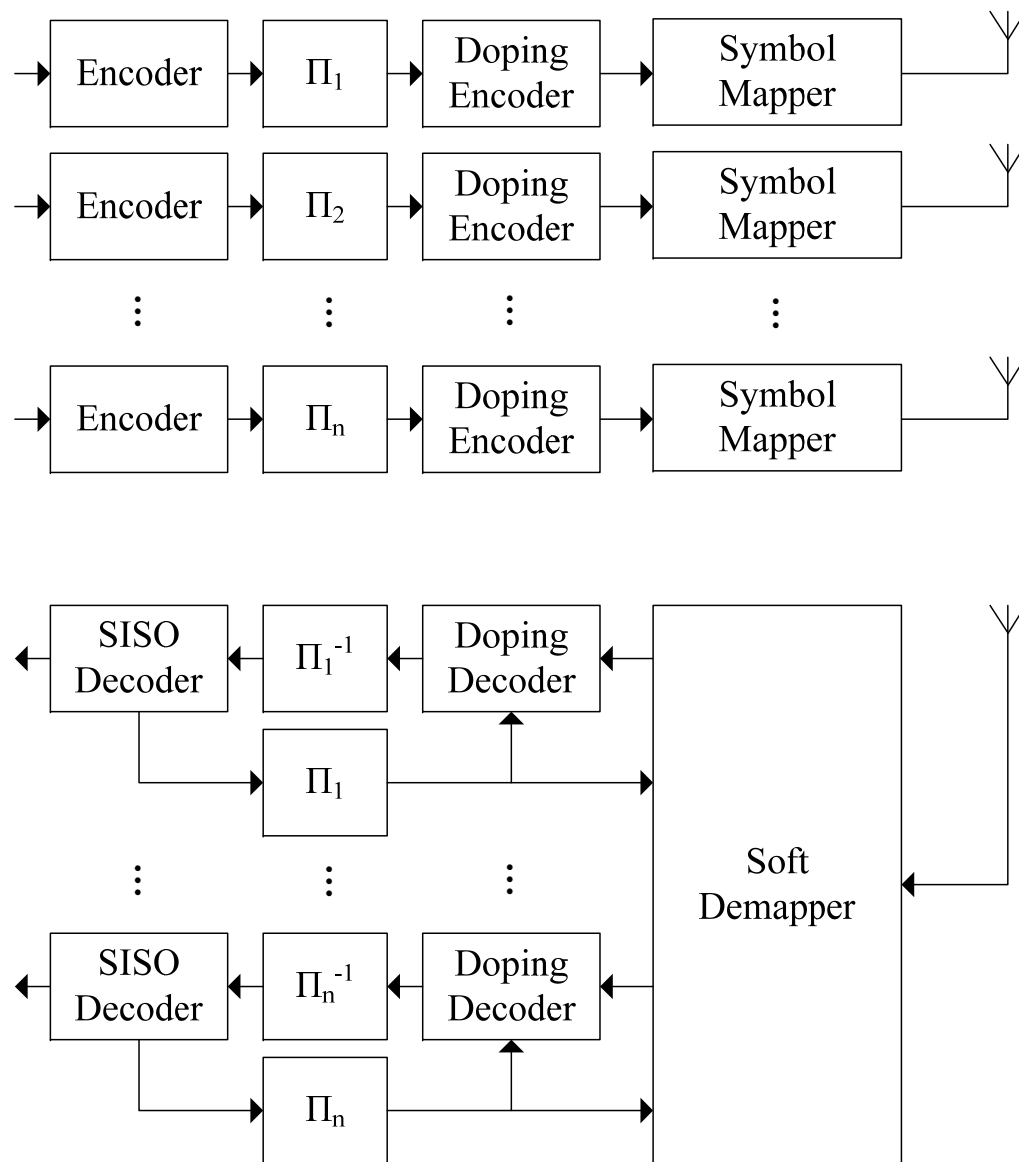 Encoder
Π₁
Doping
Encoder
Symbol
Mapper
Encoder
Π₂
Doping
Encoder
Symbol
Mapper
⋮ ⋮ ⋮ ⋮
Encoder
Πₙ
Doping
Encoder
Symbol
Mapper
SISO
Decoder
Π₁⁻¹
Doping
Decoder
Π₁
⋮ ⋮ ⋮
Soft
Demapper
SISO
Decoder
Πₙ⁻¹
Doping
Decoder
Πₙ